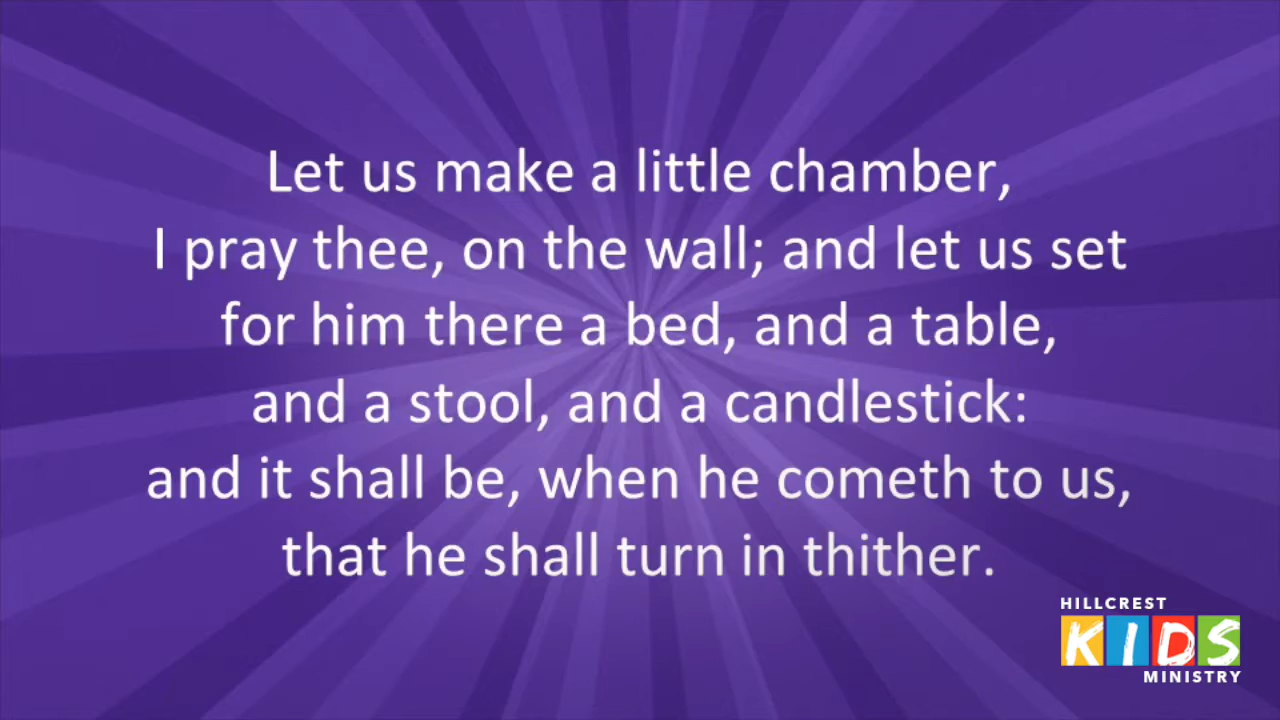 Let us make a little chamber,
I pray thee, on the wall; and let us set
for him there a bed, and a table,
and a stool, and a candlestick:
and it shall be, when he cometh to us,
that he shall turn in thither.
HILLCREST
KIDS
MINISTRY